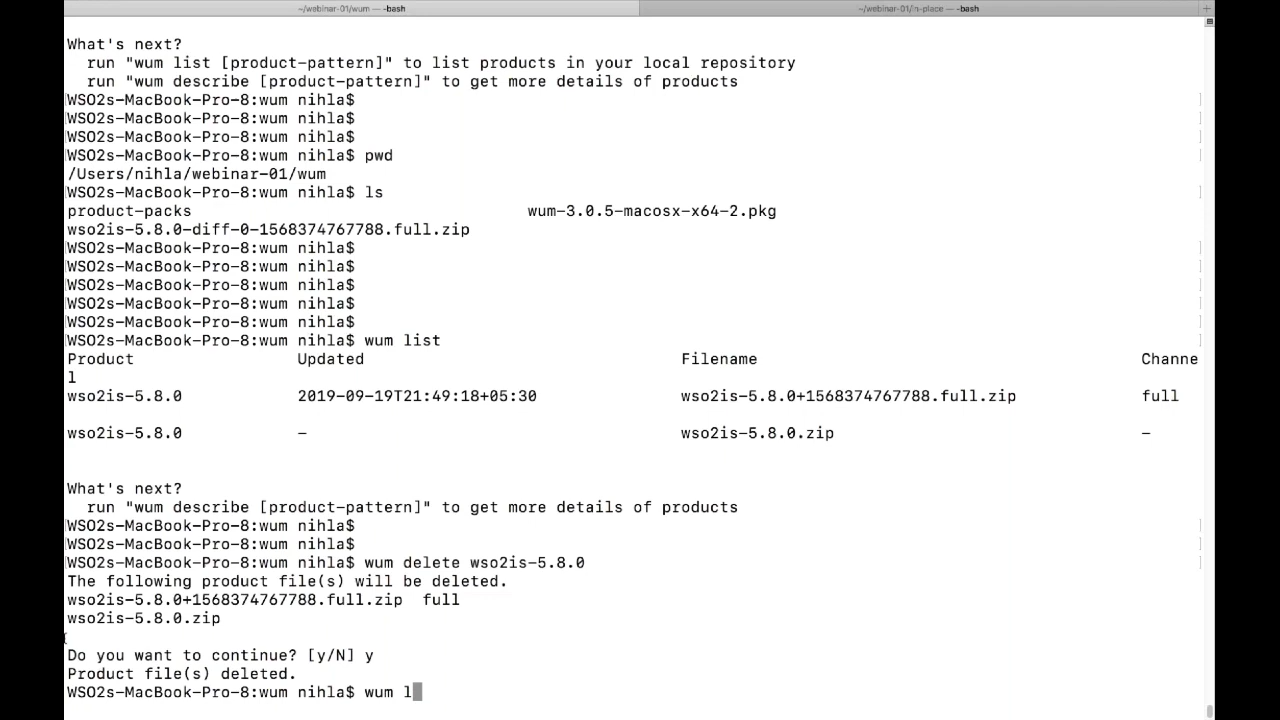 ~/webinar-01/wum — -bash
~/webinar-01/in-place — -bash
What's next?
run "wum list [product-pattern]" to list products in your local repository
run "wum describe [product-pattern]" to get more details of products
WSO2s-MacBook-Pro-8:wum nihla$
WSO2s-MacBook-Pro-8:wum nihla$
WSO2s-MacBook-Pro-8:wum nihla$
WSO2s-MacBook-Pro-8:wum nihla$ pwd
/Users/nihla/webinar-01/wum
WSO2s-MacBook-Pro-8:wum nihla$ ls
product-packs wum-3.0.5-macosx-x64-2.pkg
wso2is-5.8.0-diff-0-1568374767788.full.zip
WSO2s-MacBook-Pro-8:wum nihla$
WSO2s-MacBook-Pro-8:wum nihla$
WSO2s-MacBook-Pro-8:wum nihla$
WSO2s-MacBook-Pro-8:wum nihla$
WSO2s-MacBook-Pro-8:wum nihla$
WSO2s-MacBook-Pro-8:wum nihla$ wum list
Product Updated Filename Channe
l
wso2is-5.8.0 2019-09-19T21:49:18+05:30 wso2is-5.8.0+1568374767788.full.zip full
wso2is-5.8.0 - wso2is-5.8.0.zip -
What's next?
run "wum describe [product-pattern]" to get more details of products
WSO2s-MacBook-Pro-8:wum nihla$
WSO2s-MacBook-Pro-8:wum nihla$
WSO2s-MacBook-Pro-8:wum nihla$ wum delete wso2is-5.8.0
The following product file(s) will be deleted.
wso2is-5.8.0+1568374767788.full.zip full
wso2is-5.8.0.zip
Do you want to continue? [y/N] y
Product file(s) deleted.
WSO2s-MacBook-Pro-8:wum nihla$ wum l